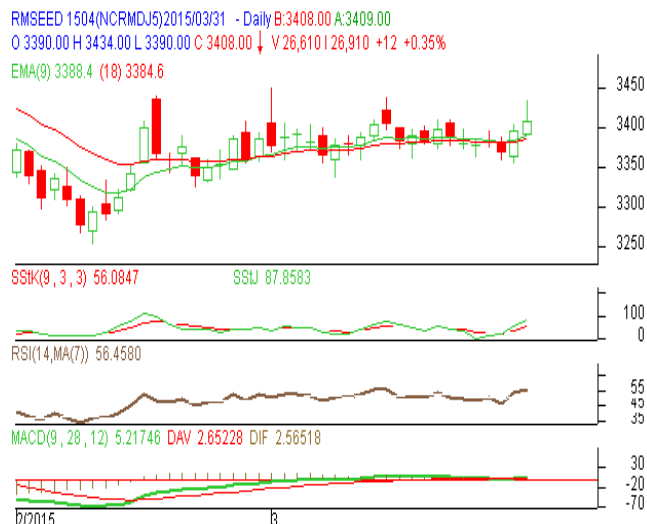 RMSEED 1504(NCRMDJ5)2015/03/31 - Daily B:3408.00 A:3409.00
O 3390.00 H 3434.00 L 3390.00 C 3408.00 ↓ V 26,610 I 26,910 +12 +0.35%
EMA(9) 3388.4 (18) 3384.6
3450
3400
3350
3300
3250
SStK(9,3,3) 56.0847 SStJ 87.8583
100
0
RSI(14,MA(7)) 56.4580
55
45
35
MACD(9,28,12) 5.21746 DAV 2.65228 DIF 2.56518
30
-20
-70
2/2015 3